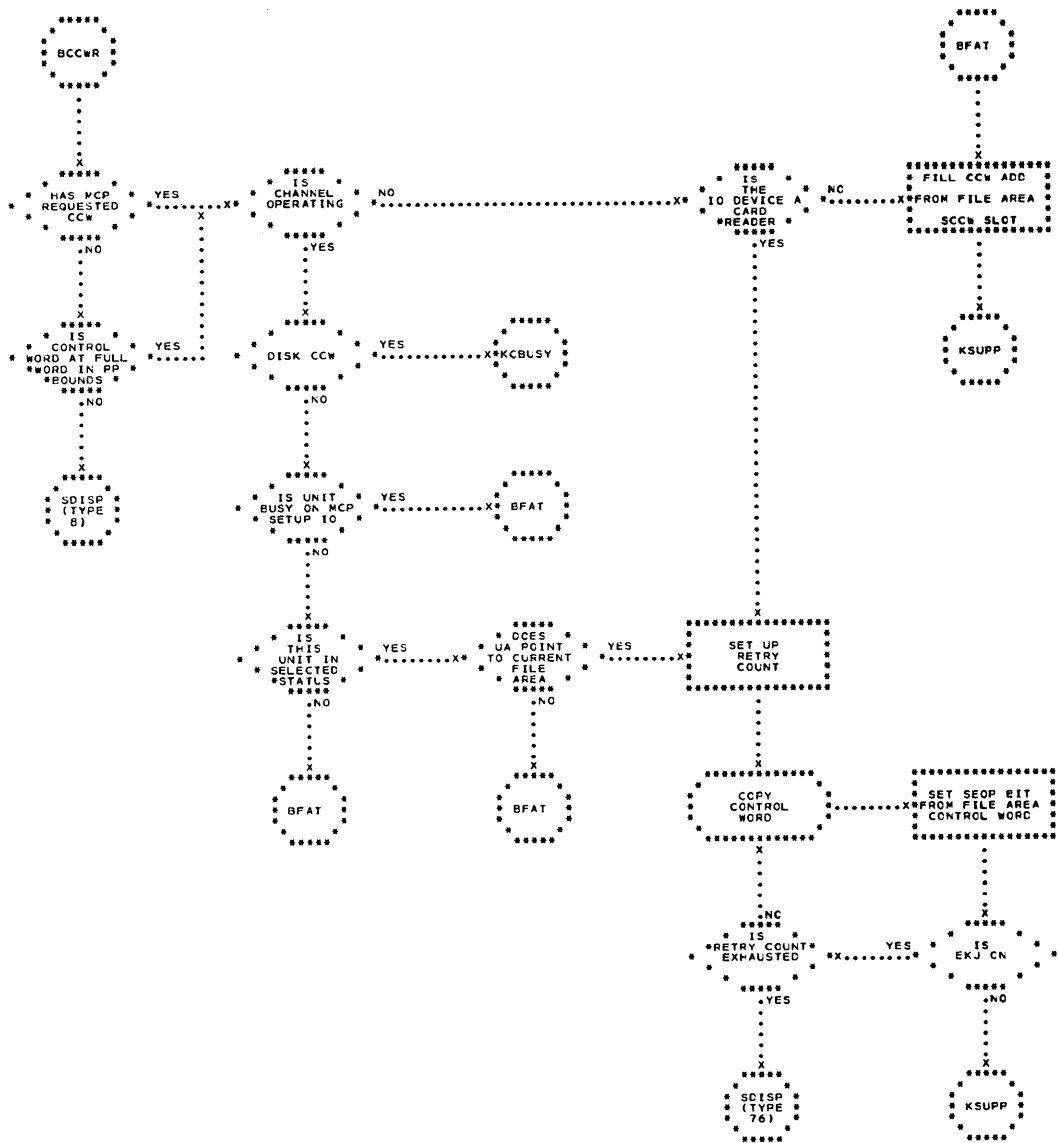 BCCWR
BFAT
HAS MCP
REQUESTED
CCW
YES
NO
IS
CHANNEL
OPERATING
NO
YES
IS
THE
IO DEVICE A
CARD
READER
NC
YES
FILL CCW ADD
FROM FILE AREA
SCCW SLOT
KSUPP
IS
CONTROL
WORD AT FULL
WORD IN PP
BOUNDS
YES
NO
DISK CCW
YES
NO
KCBUSY
SDISP
(TYPE
8)
IS UNIT
BUSY ON MCP
SETUP IO
YES
NO
BFAT
IS
THIS
UNIT IN
SELECTED
STATUS
YES
NO
DCES
UA POINT
TO CURRENT
FILE
AREA
YES
NO
SET UP
RETRY
COUNT
BFAT
BFAT
COPY
CONTROL
WORD
SET SEOP BIT
FROM FILE AREA
CONTROL WORD
NC
IS
RETRY COUNT
EXHAUSTED
YES
YES
IS
EKJ CN
NO
SDISP
(TYPE
76)
KSUPP